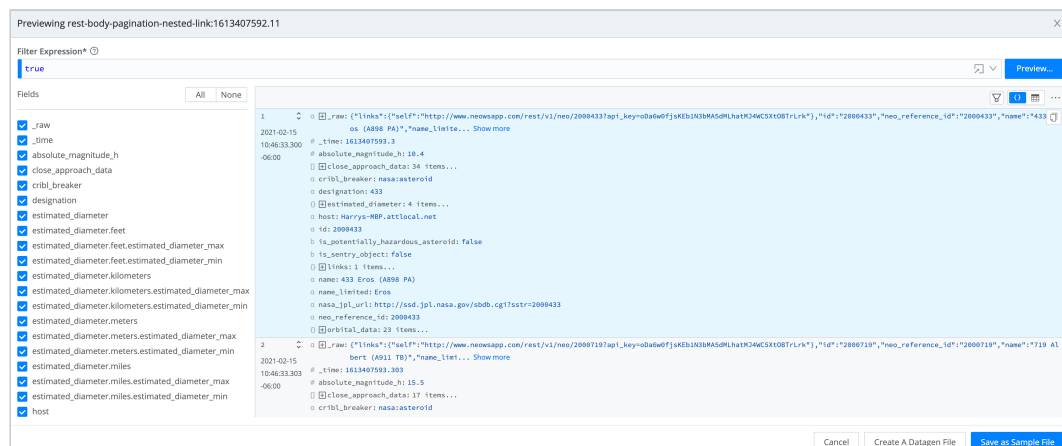 Previewing rest-body-pagination-nested-link:1613407592.11
Filter Expression*
true
Preview...
Fields
All
None
_raw
_time
absolute_magnitude_h
close_approach_data
cribl_breaker
designation
estimated_diameter
estimated_diameter.feet
estimated_diameter.feet.estimated_diameter_max
estimated_diameter.feet.estimated_diameter_min
estimated_diameter.kilometers
estimated_diameter.kilometers.estimated_diameter_max
estimated_diameter.kilometers.estimated_diameter_min
estimated_diameter.meters
estimated_diameter.meters.estimated_diameter_max
estimated_diameter.meters.estimated_diameter_min
estimated_diameter.miles
estimated_diameter.miles.estimated_diameter_max
estimated_diameter.miles.estimated_diameter_min
host
1
2021-02-15
10:46:33.300
-06:00
α _raw: {"links":{"self":"http://www.neowsapp.com/rest/v1/neo/2000433?api_key=oDa6w0fjsKEb1N3bMASdMLhatMJ4WC5XtOBTrLrk"},"id":"2000433","neo_reference_id":"2000433","name":"433
os (A898 PA)","name_limite... Show more
# _time: 1613407593.3
# absolute_magnitude_h: 10.4
[] close_approach_data: 34 items...
α cribl_breaker: nasa:asteroid
α designation: 433
{} estimated_diameter: 4 items...
α host: Harrys-MBP.attlocal.net
α id: 2000433
b is_potentially_hazardous_asteroid: false
b is_sentry_object: false
{} links: 1 items...
α name: 433 Eros (A898 PA)
α name_limited: Eros
α nasa_jpl_url: http://ssd.jpl.nasa.gov/sbdb.cgi?sstr=2000433
α neo_reference_id: 2000433
{} orbital_data: 23 items...
2
2021-02-15
10:46:33.303
-06:00
α _raw: {"links":{"self":"http://www.neowsapp.com/rest/v1/neo/2000719?api_key=oDa6w0fjsKEb1N3bMASdMLhatMJ4WC5XtOBTrLrk"},"id":"2000719","neo_reference_id":"2000719","name":"719 Al
bert (A911 TB)","name_limi... Show more
# _time: 1613407593.303
# absolute_magnitude_h: 15.5
[] close_approach_data: 17 items...
α cribl_breaker: nasa:asteroid
Cancel
Create A Datagen File
Save as Sample File